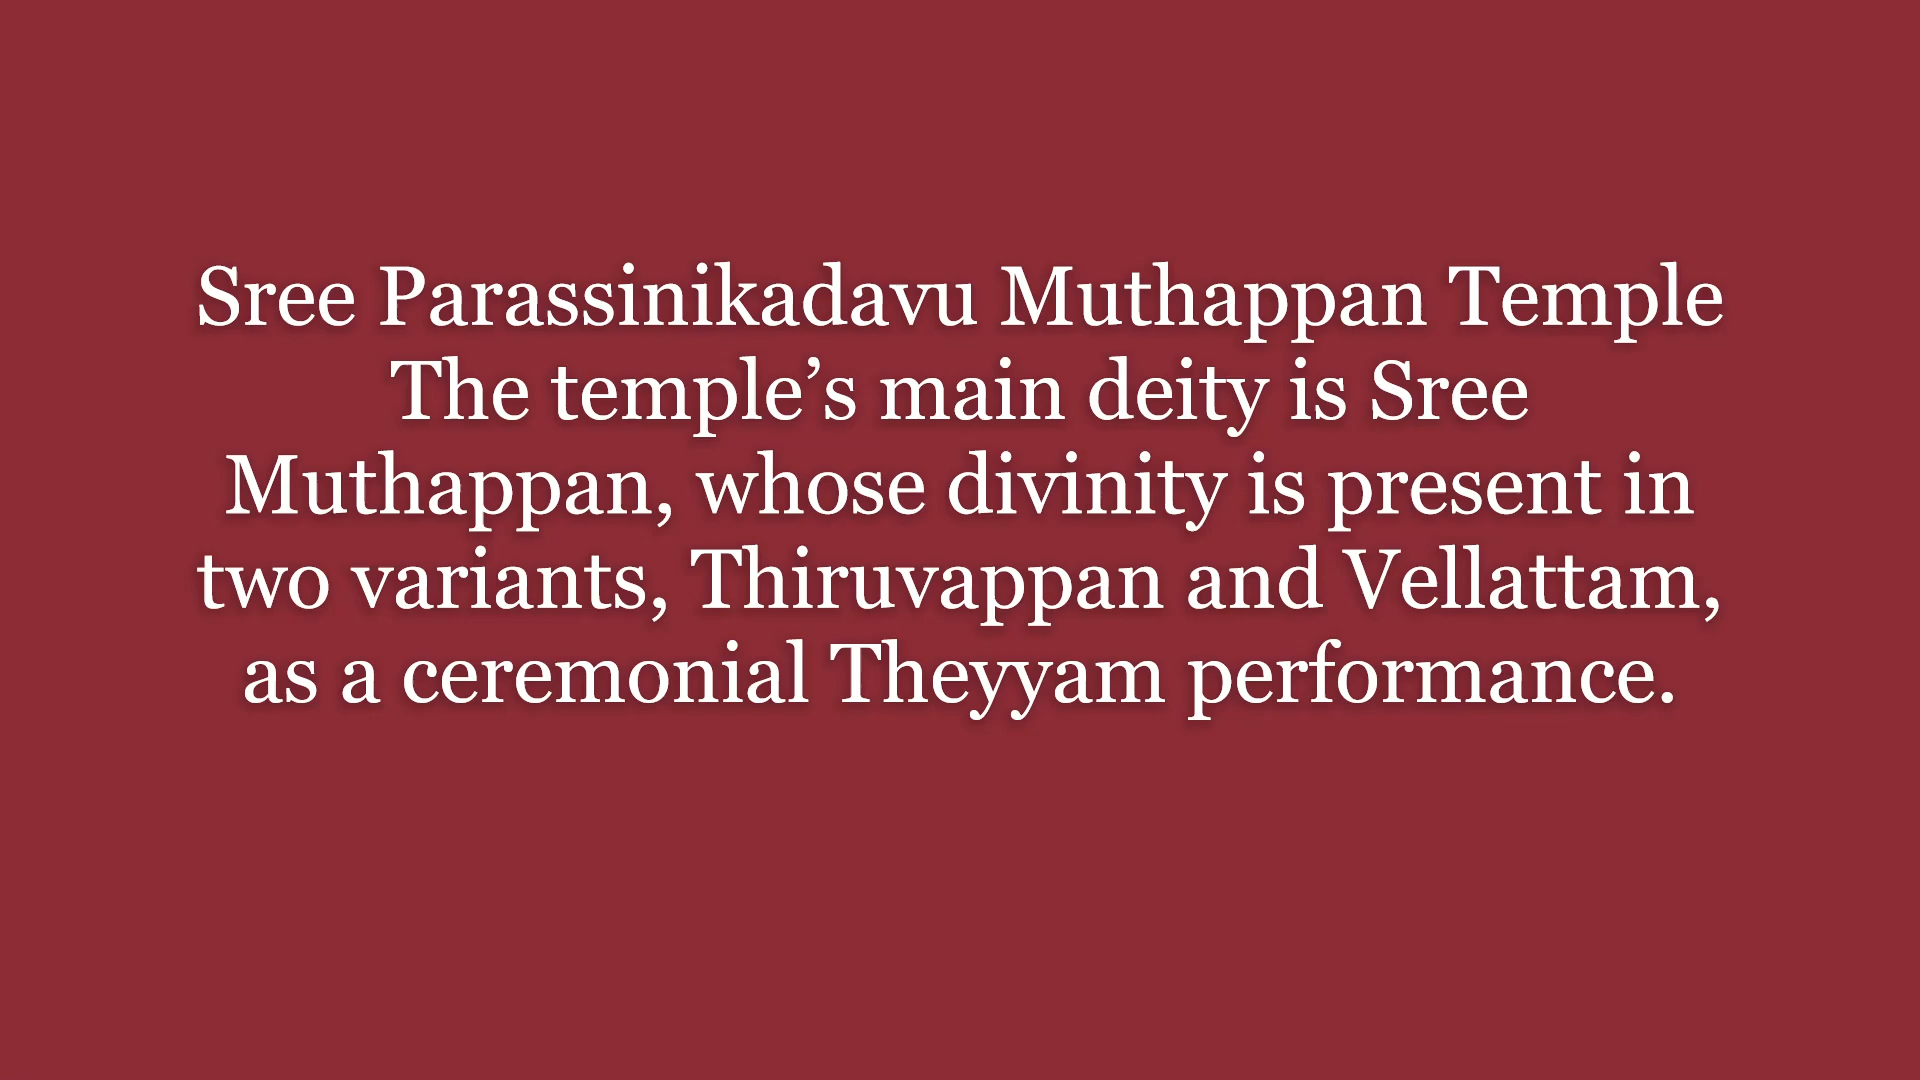 Sree Parassinikadavu Muthappan Temple
The temple’s main deity is Sree
Muthappan, whose divinity is present in
two variants, Thiruvappan and Vellattam,
as a ceremonial Theyyam performance.